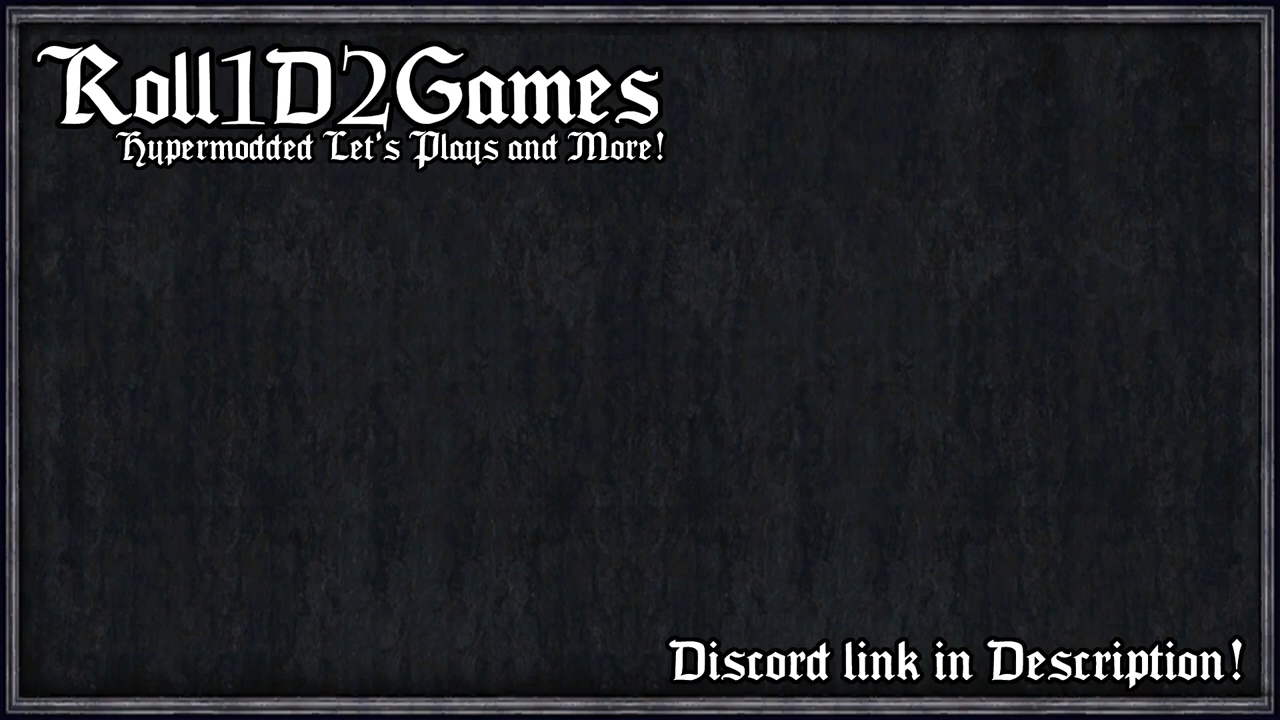 Roll1D2Games
Hypermodded Let's Plays and More!
Discord link in Description!